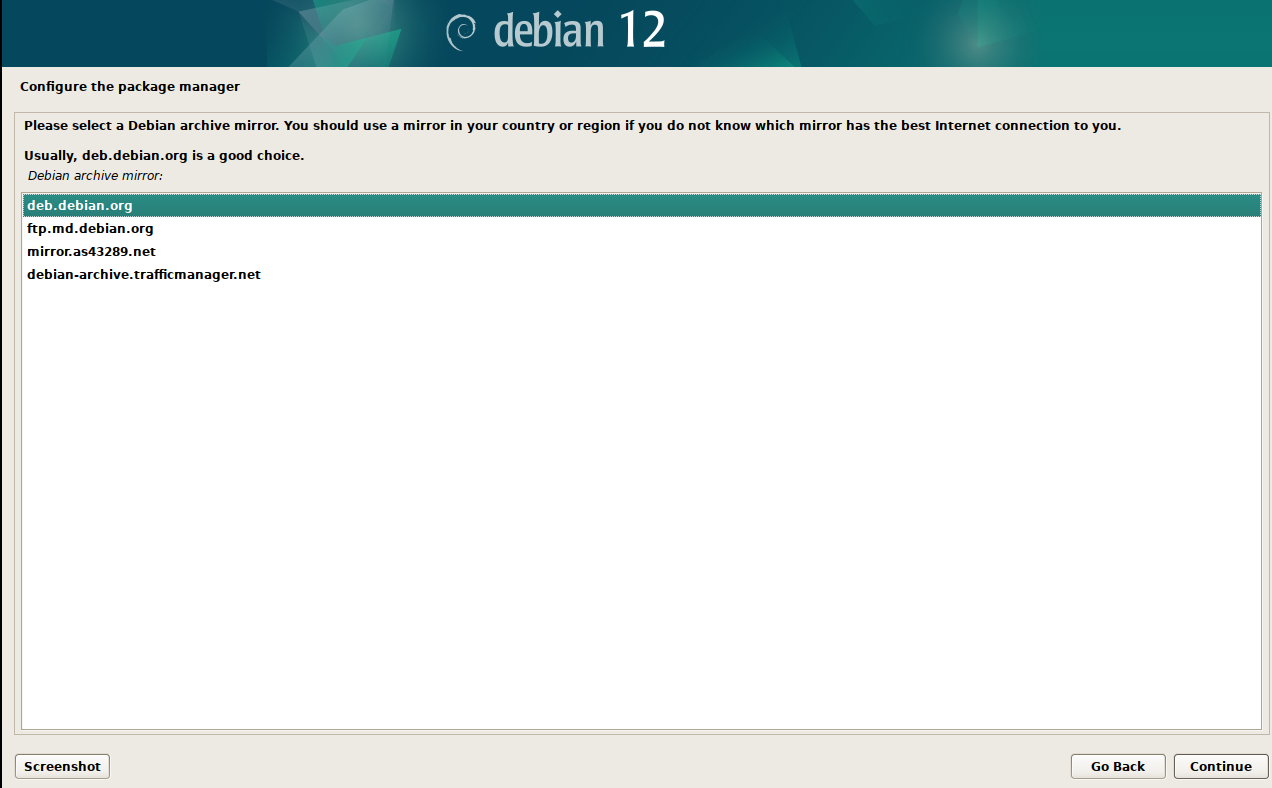 debian 12
Configure the package manager
Please select a Debian archive mirror. You should use a mirror in your country or region if you do not know which mirror has the best Internet connection to you.
Usually, deb.debian.org is a good choice.
Debian archive mirror:
deb.debian.org
ftp.md.debian.org
mirror.as43289.net
debian-archive.trafficmanager.net
Screenshot
Go Back
Continue